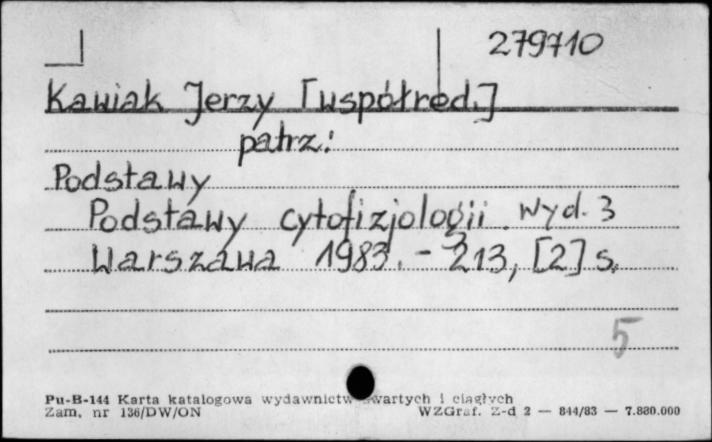 279710
Kawiak Jerzy [współred.]
patrz:
Podstawy
Podstawy cytofizjologii. Wyd. 3
Warszawa 1983. - 213, [2] s.
5
Pu-B-144 Karta katalogowa wydawnictw zwartych i ciągłych
Zam. nr 136/DW/ON WZGraf. Z-d 2 — 844/83 — 7.880.000